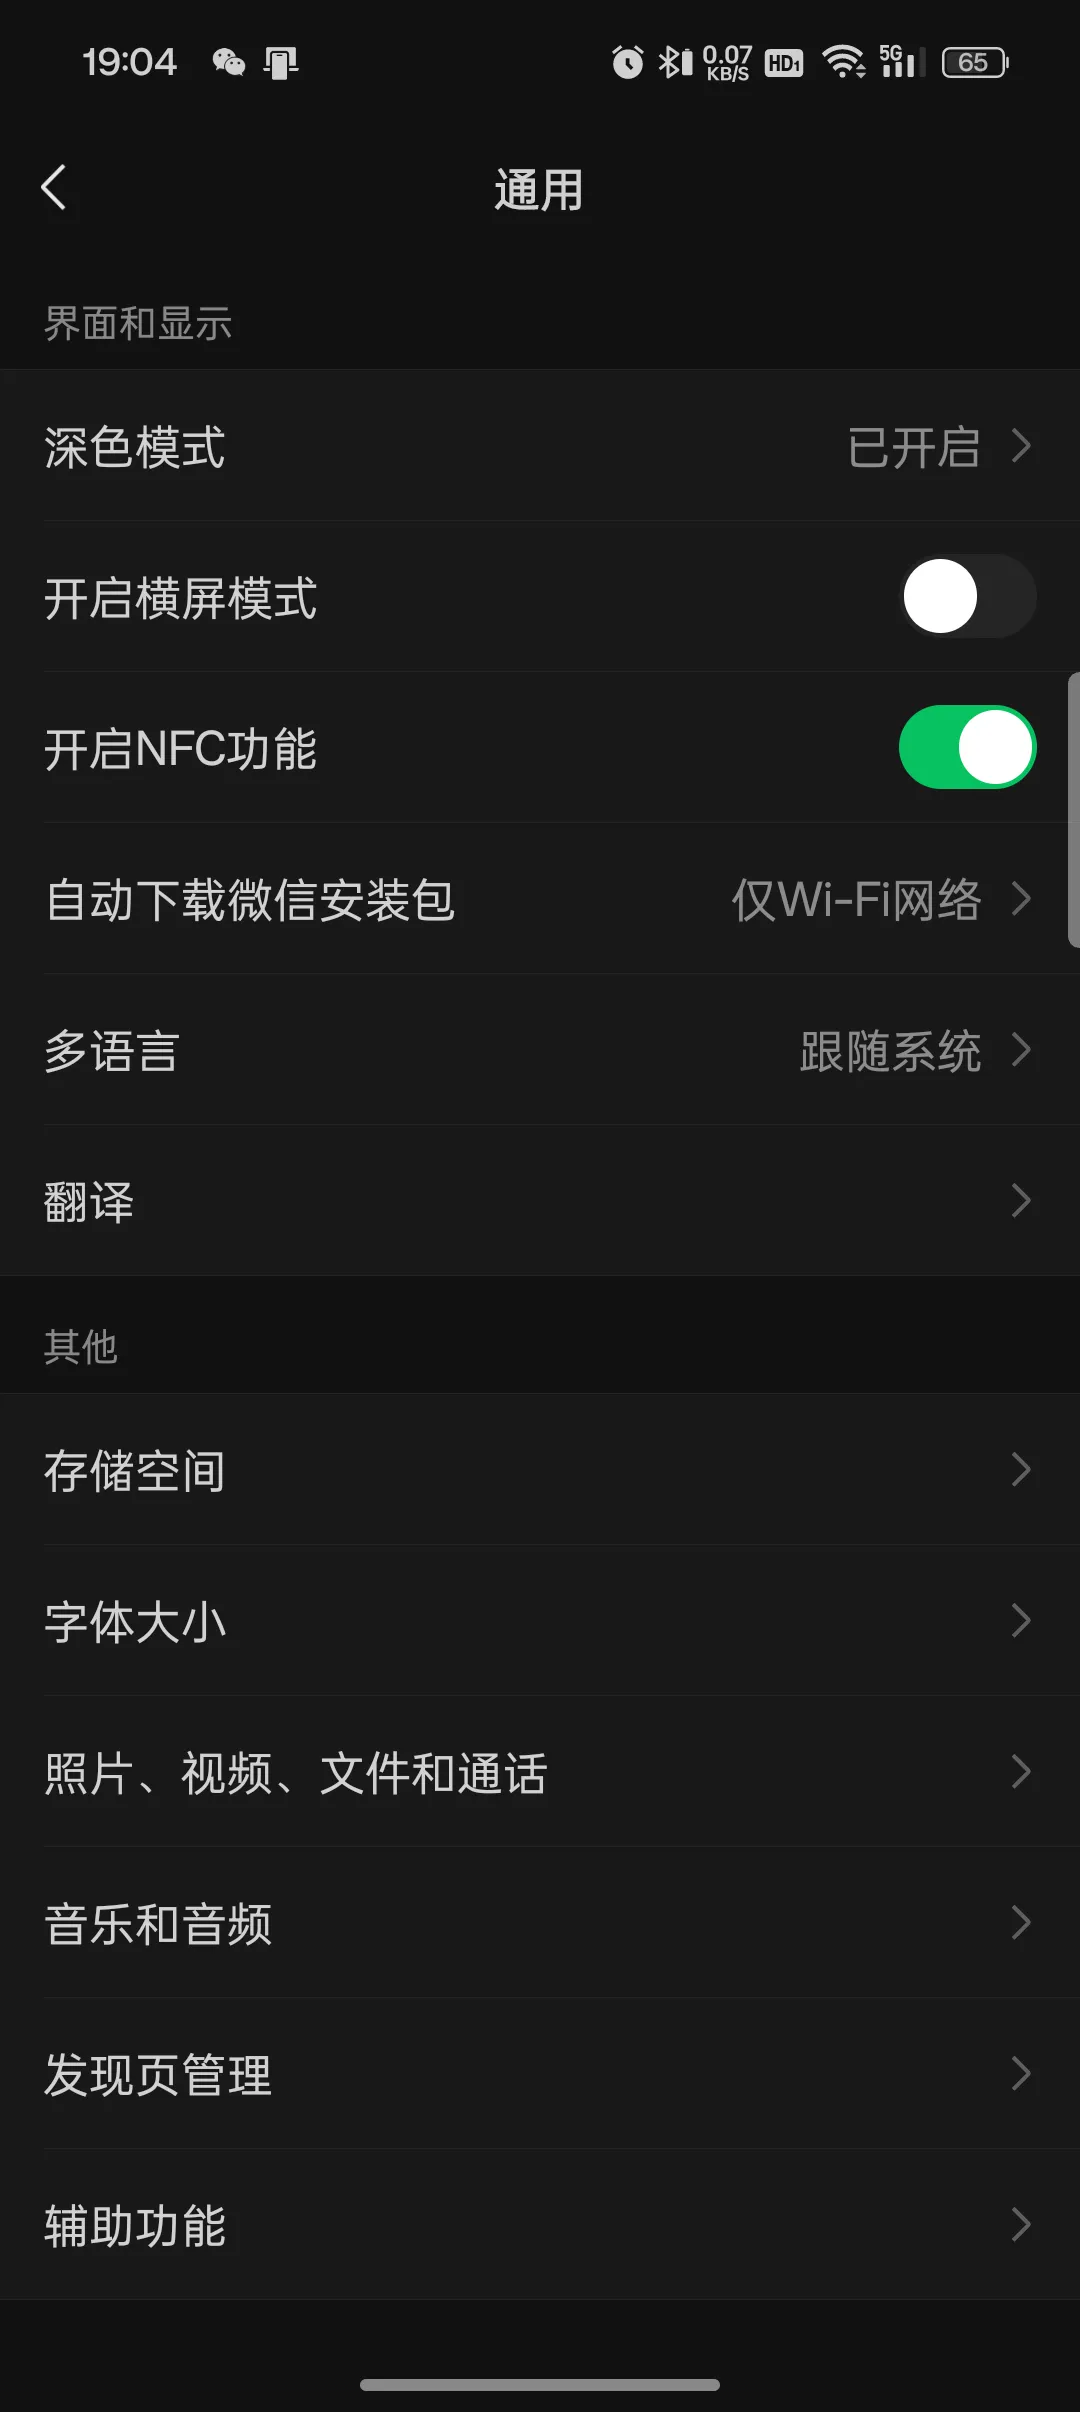 19:04
0.07 KB/S HD1 5G 65
通用
界面和显示
深色模式 已开启
开启横屏模式
开启NFC功能
自动下载微信安装包 仅Wi-Fi网络
多语言 跟随系统
翻译
其他
存储空间
字体大小
照片、视频、文件和通话
音乐和音频
发现页管理
辅助功能